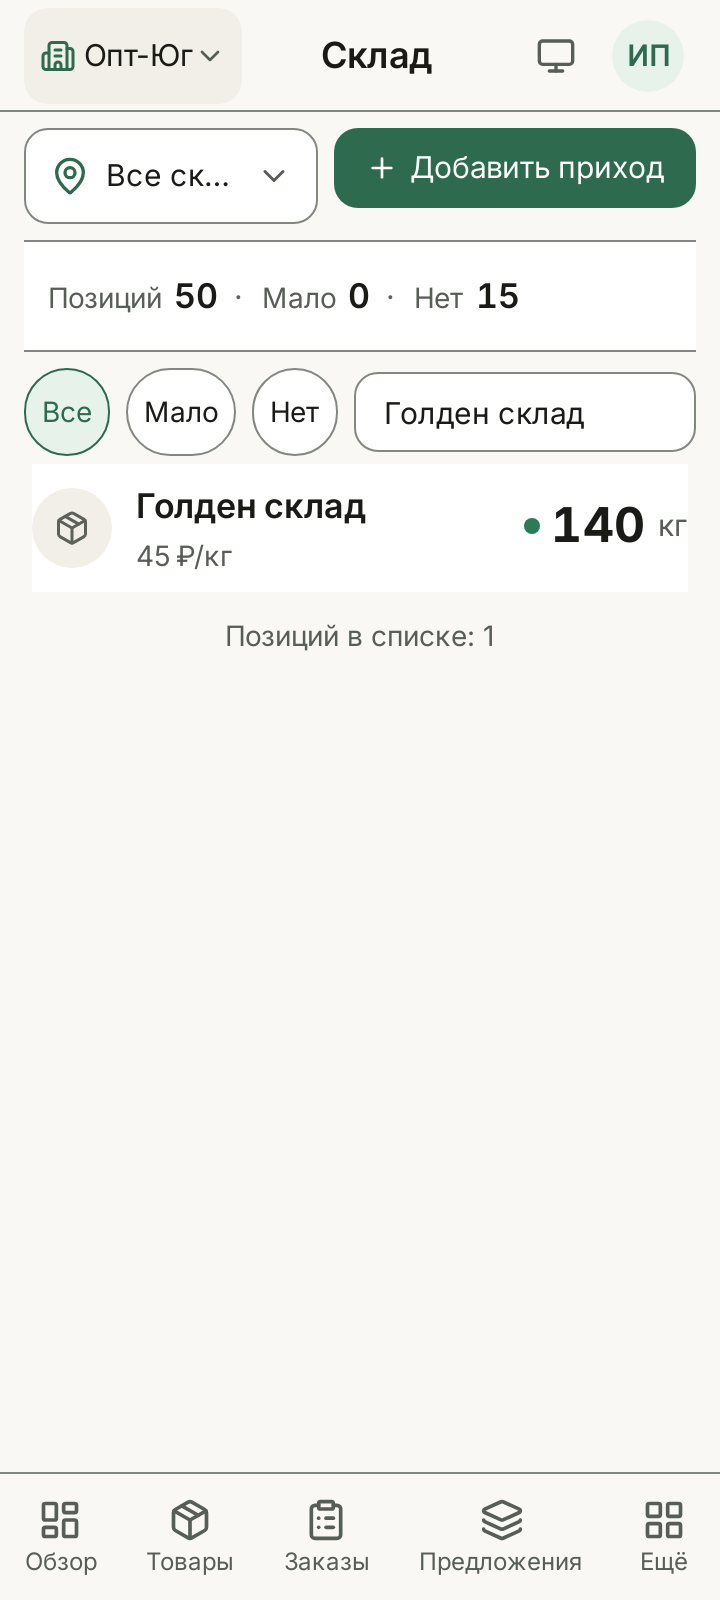 Опт-Юг
Склад
ИП
Все ск...
Добавить приход
Позиций 50 · Мало 0 · Нет 15
Все
Мало
Нет
Голден склад
Голден склад
45 ₽/кг
140 кг
Позиций в списке: 1
Обзор
Товары
Заказы
Предложения
Ещё